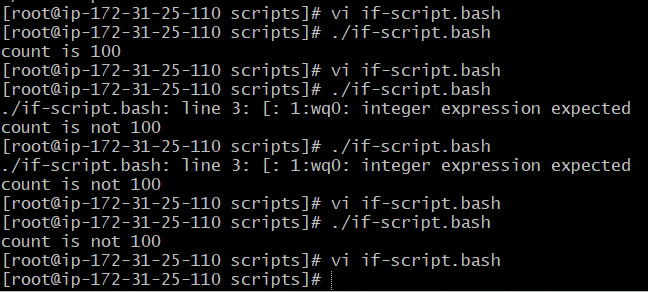 [root@ip-172-31-25-110 scripts]# vi if-script.bash
[root@ip-172-31-25-110 scripts]# ./if-script.bash
count is 100
[root@ip-172-31-25-110 scripts]# vi if-script.bash
[root@ip-172-31-25-110 scripts]# ./if-script.bash
./if-script.bash: line 3: [: 1:wq0: integer expression expected
count is not 100
[root@ip-172-31-25-110 scripts]# ./if-script.bash
./if-script.bash: line 3: [: 1:wq0: integer expression expected
count is not 100
[root@ip-172-31-25-110 scripts]# vi if-script.bash
[root@ip-172-31-25-110 scripts]# ./if-script.bash
count is not 100
[root@ip-172-31-25-110 scripts]# vi if-script.bash
[root@ip-172-31-25-110 scripts]#